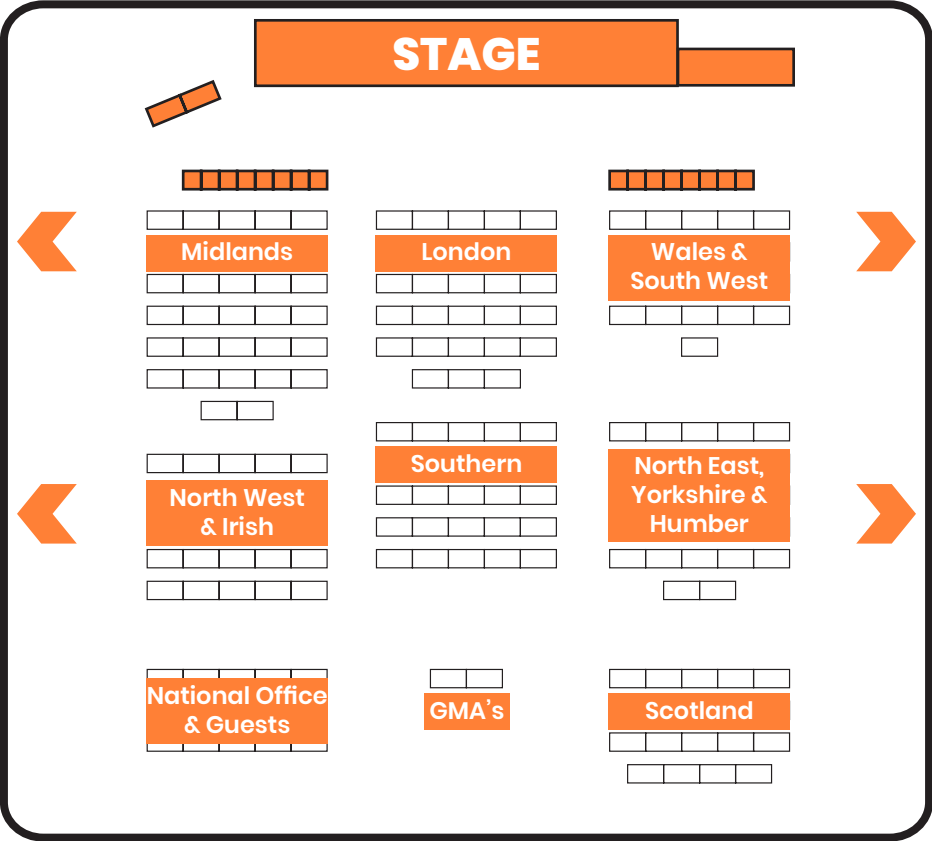 STAGE
Midlands
London
Wales &
South West
Southern
North West
& Irish
North East,
Yorkshire &
Humber
National Office
& Guests
GMA’s
Scotland